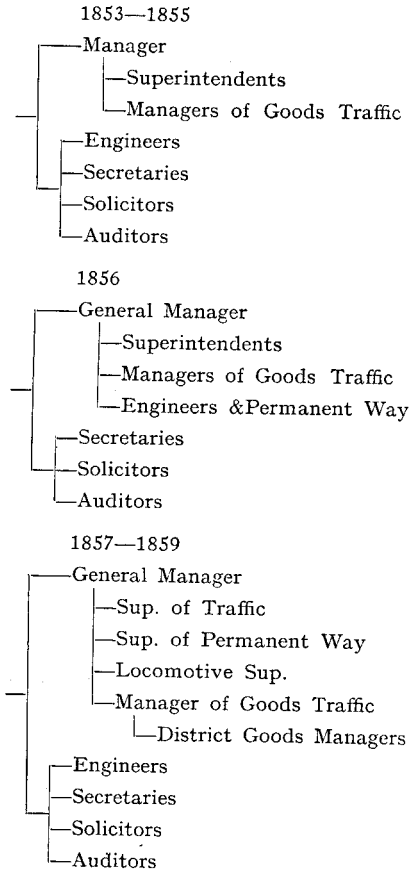 1853—1855
Manager
Superintendents
Managers of Goods Traffic
Engineers
Secretaries
Solicitors
Auditors
1856
General Manager
Superintendents
Managers of Goods Traffic
Engineers &Permanent Way
Secretaries
Solicitors
Auditors
1857—1859
General Manager
Sup. of Traffic
Sup. of Permanent Way
Locomotive Sup.
Manager of Goods Traffic
District Goods Managers
Engineers
Secretaries
Solicitors
Auditors